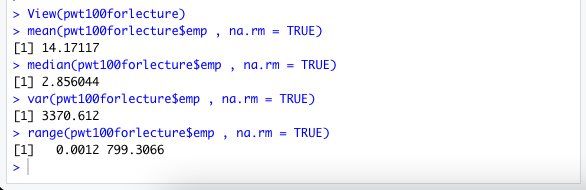 > View(pwt100forlecture)
> mean(pwt100forlecture$emp , na.rm = TRUE)
[1] 14.17117
> median(pwt100forlecture$emp , na.rm = TRUE)
[1] 2.856044
> var(pwt100forlecture$emp , na.rm = TRUE)
[1] 3370.612
> range(pwt100forlecture$emp , na.rm = TRUE)
[1]   0.0012 799.3066
>